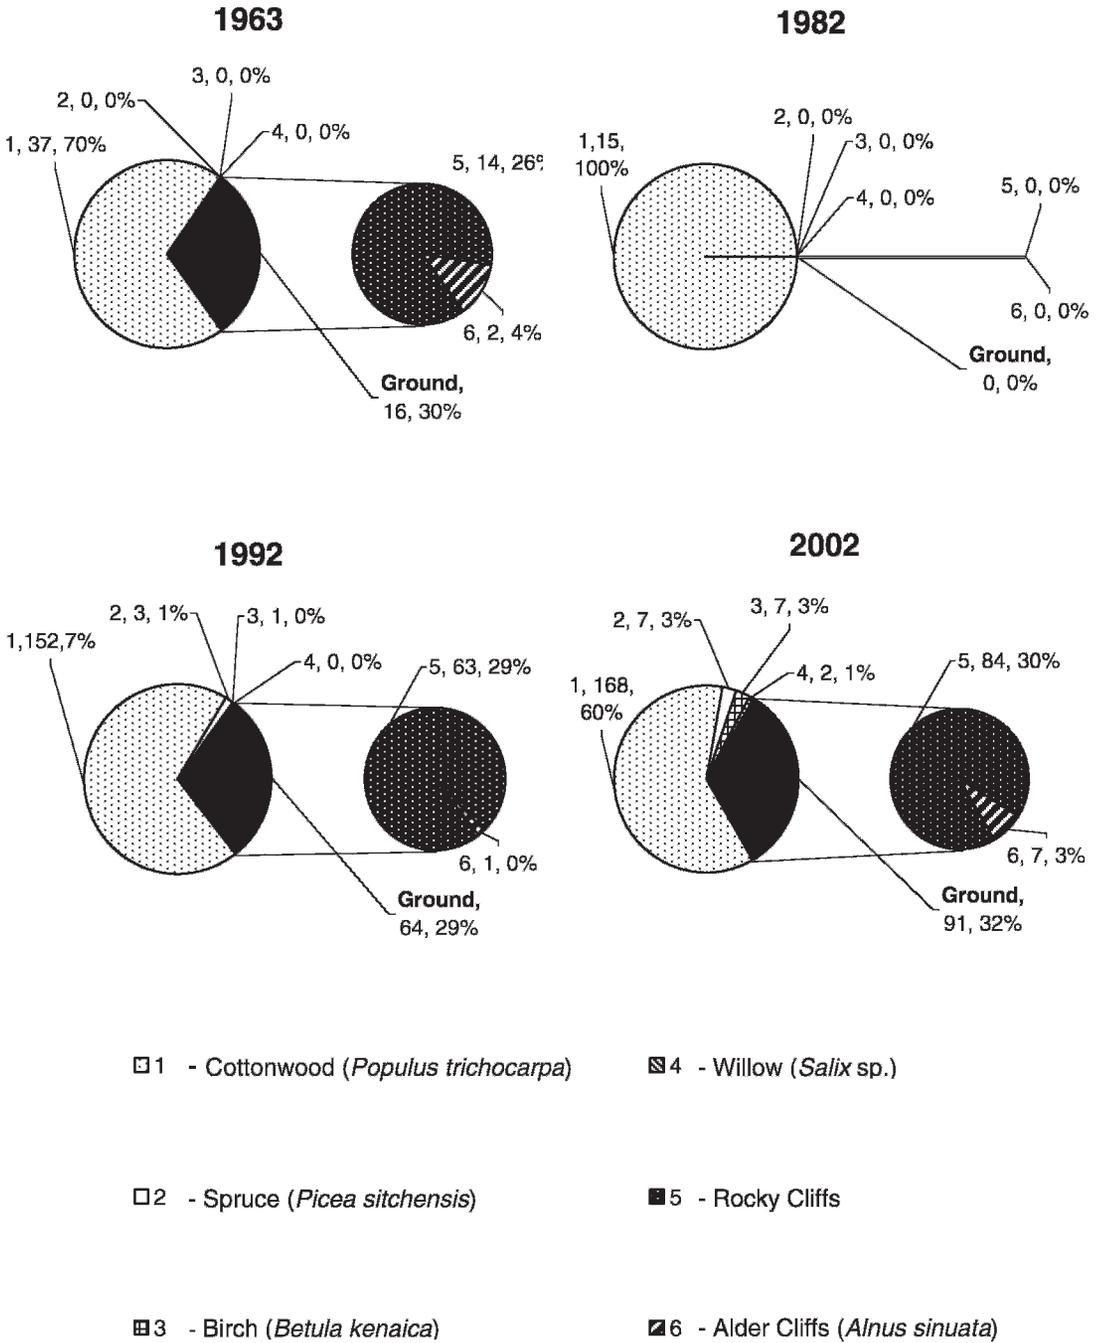 1963
3, 0, 0%
2, 0, 0%
4, 0, 0%
1, 37, 70%
5, 14, 26%
6, 2, 4%
Ground,
16, 30%
1982
2, 0, 0%
1,15,
100%
3, 0, 0%
4, 0, 0%
5, 0, 0%
6, 0, 0%
Ground,
0, 0%
1992
2, 3, 1%
3, 1, 0%
1,152,7%
4, 0, 0%
5, 63, 29%
6, 1, 0%
Ground,
64, 29%
2002
3, 7, 3%
2, 7, 3%
4, 2, 1%
5, 84, 30%
1, 168,
60%
6, 7, 3%
Ground,
91, 32%
1 - Cottonwood (Populus trichocarpa)
4 - Willow (Salix sp.)
2 - Spruce (Picea sitchensis)
5 - Rocky Cliffs
3 - Birch (Betula kenaica)
6 - Alder Cliffs (Alnus sinuata)